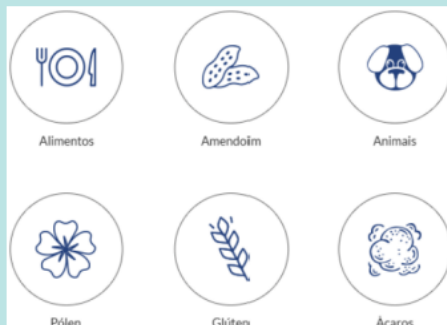 Alimentos
Amendoim
Animais
Pólen
Glúten
Ácaros